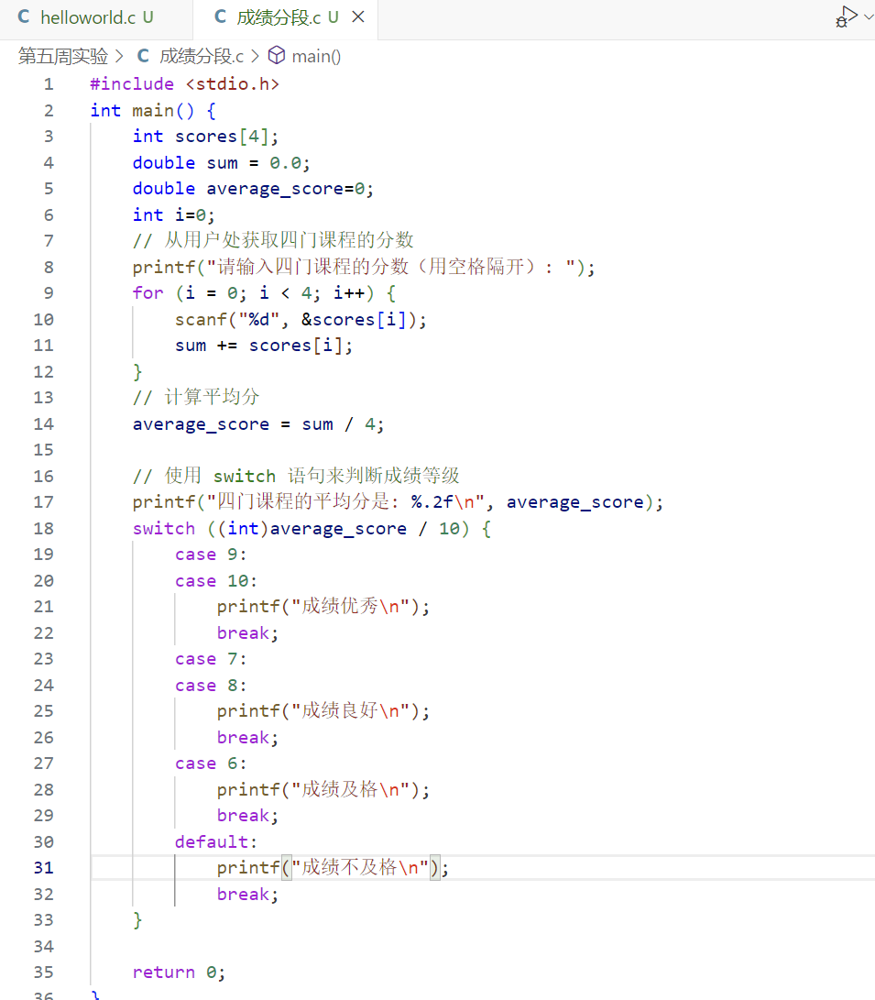 C helloworld.c U C 成绩分段.c U ×
第五周实验 > C 成绩分段.c > main()
1 #include <stdio.h>
2 int main() {
3 int scores[4];
4 double sum = 0.0;
5 double average_score=0;
6 int i=0;
7 // 从用户处获取四门课程的分数
8 printf("请输入四门课程的分数（用空格隔开）: ");
9 for (i = 0; i < 4; i++) {
10 scanf("%d", &scores[i]);
11 sum += scores[i];
12 }
13 // 计算平均分
14 average_score = sum / 4;
15
16 // 使用 switch 语句来判断成绩等级
17 printf("四门课程的平均分是: %.2f\n", average_score);
18 switch ((int)average_score / 10) {
19 case 9:
20 case 10:
21 printf("成绩优秀\n");
22 break;
23 case 7:
24 case 8:
25 printf("成绩良好\n");
26 break;
27 case 6:
28 printf("成绩及格\n");
29 break;
30 default:
31 printf("成绩不及格\n");
32 break;
33 }
34
35 return 0;
36 }